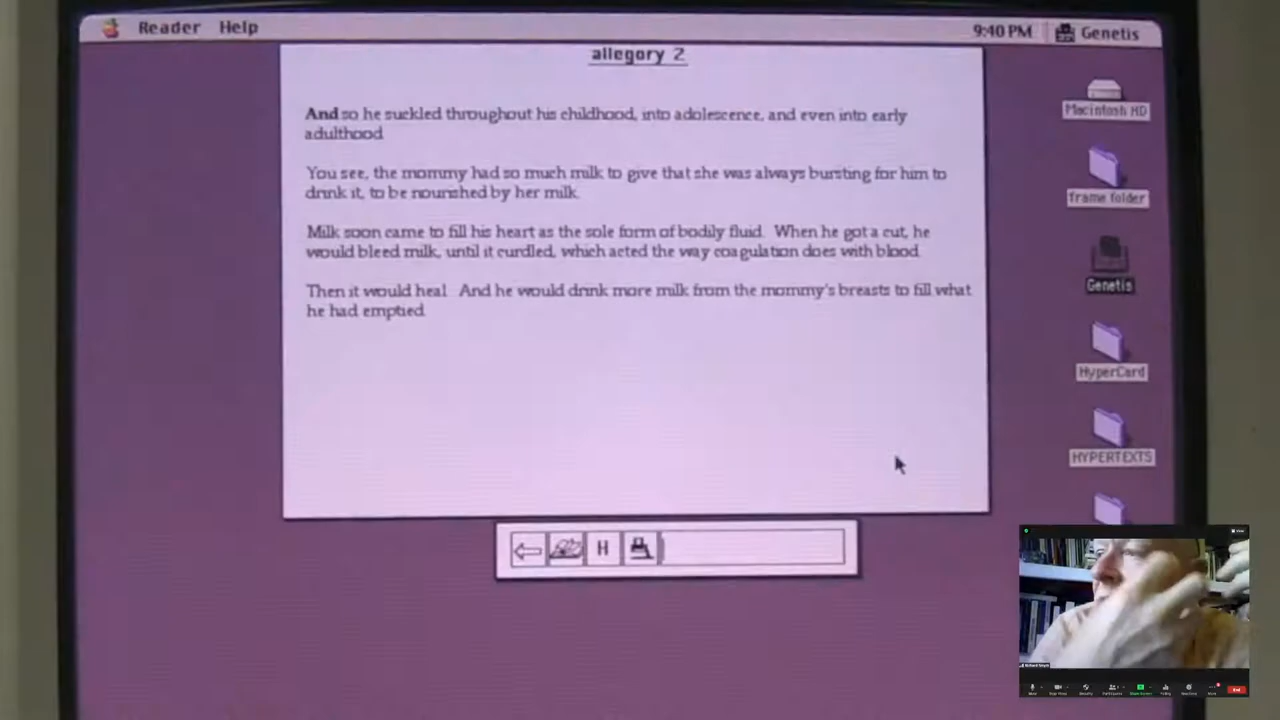 Reader Help 9:40 PM Genetis
allegory 2
Macintosh HD
And so he suckled throughout his childhood, into adolescence, and even into early
adulthood.
You see, the mommy had so much milk to give that she was always bursting for him to
drink it, to be nourished by her milk.
frame folder
Milk soon came to fill his heart as the sole form of bodily fluid. When he got a cut, he
would bleed milk, until it curdled, which acted the way coagulation does with blood.
Then it would heal. And he would drink more milk from the mommy's breasts to fill what
he had emptied.
Genetis
HyperCard
HYPERTEXTS
H